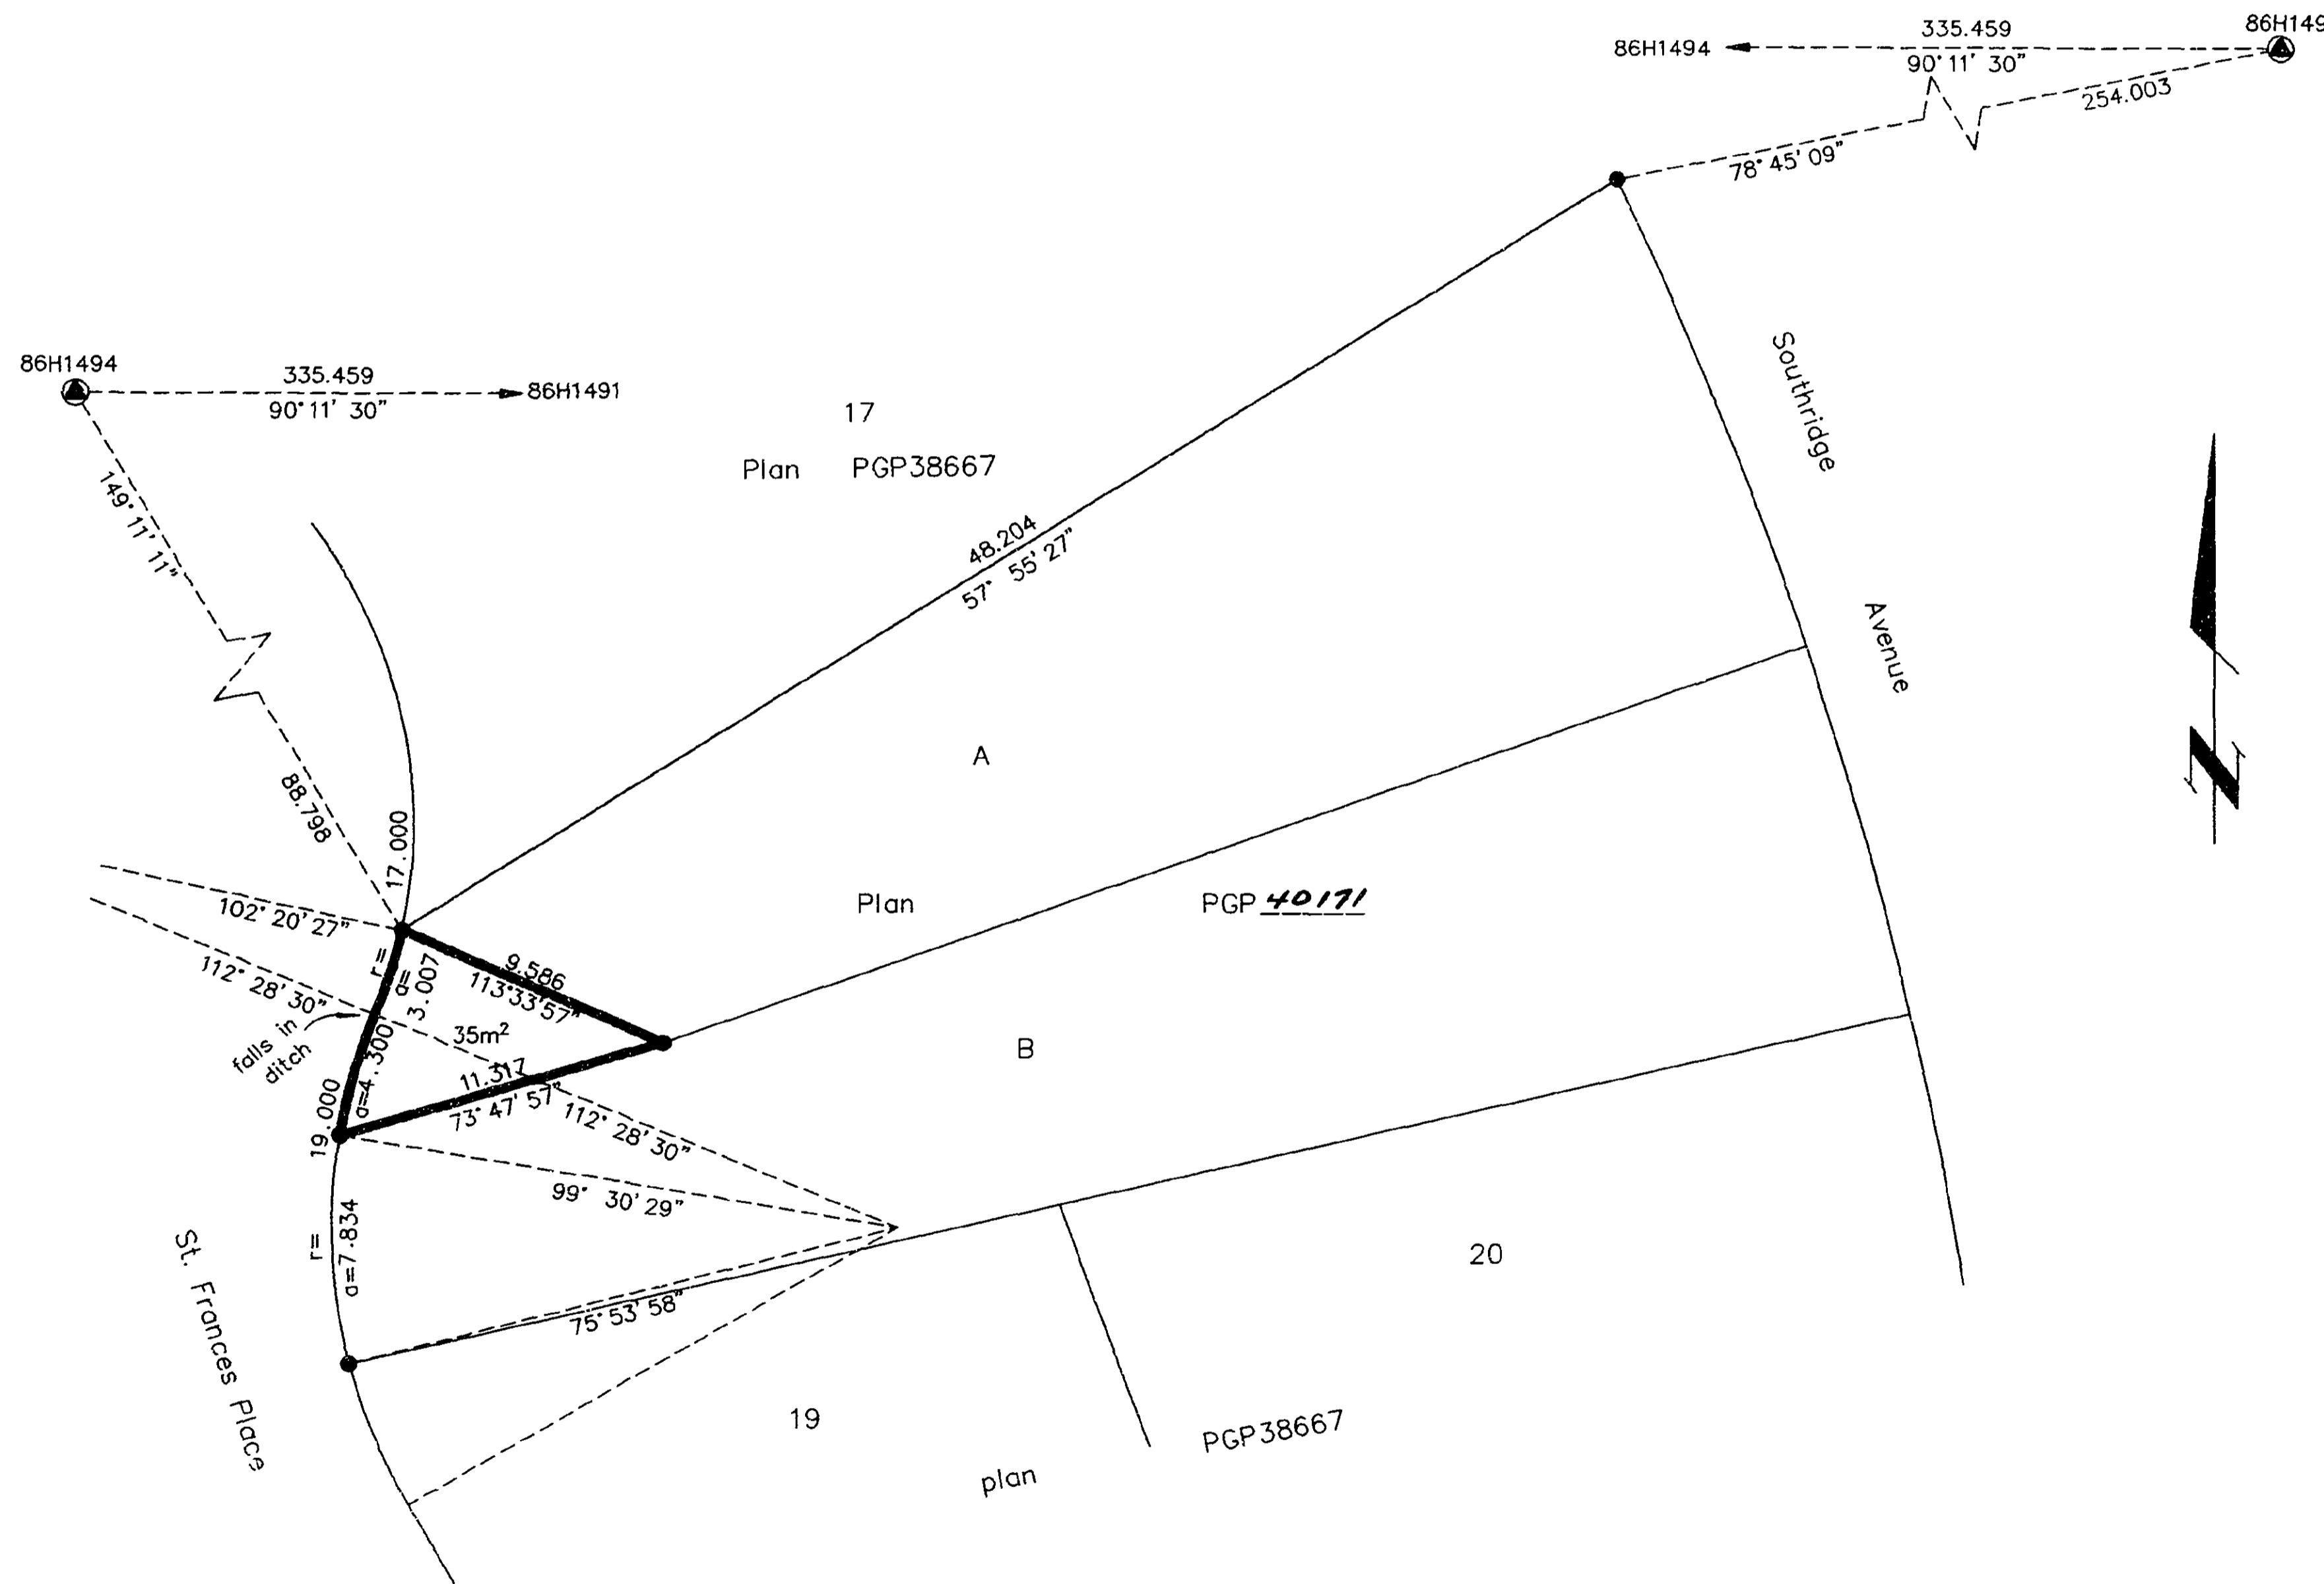 335.459
86H149
86H1494
90° 11' 30"
254.003
78° 45' 09"
86H1494
335.459
86H1491
90° 11' 30"
17
Plan PGP38667
Southridge
Avenue
149° 11' 11"
88.798
48.204
57° 55' 27"
17.000
r=
A
Plan PGP 40171
102° 20' 27"
112° 28' 30"
a=
3.007
9.586
113° 33' 57"
35m²
falls in
ditch
a=4.300
11.317
73° 47' 57"
112° 28' 30"
B
19.000
r=
99° 30' 29"
a=7.834
75° 53' 58"
St. Frances Place
20
19
plan PGP38667
N